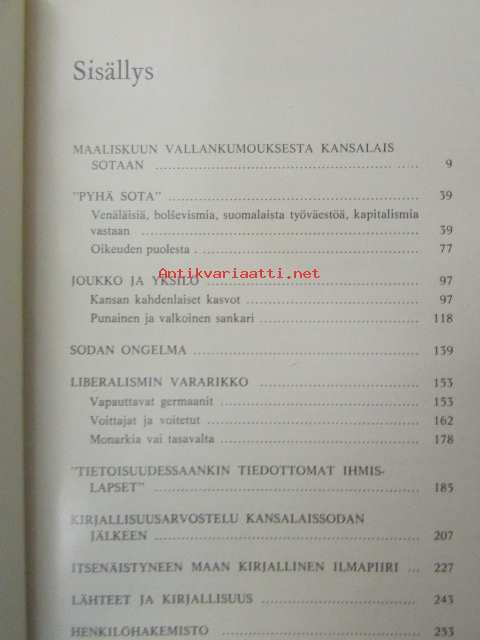 Sisällys
MAALISKUUN VALLANKUMOUKSESTA KANSALAIS
SOTAAN 9
"PYHÄ SOTA" 39
Venäläisiä, bolševismia, suomalaista työväestöä, kapitalismia
vastaan 39
Oikeuden puolesta 77
Antikvariaatti.net
JOUKKO JA YKSILÖ 97
Kansan kahdenlaiset kasvot 97
Punainen ja valkoinen sankari 118
SODAN ONGELMA 139
LIBERALISMIN VARARIKKO 153
Vapauttavat germaanit 153
Voittajat ja voitetut 162
Monarkia vai tasavalta 178
"TIETOISUUDESSAANKIN TIEDOTTOMAT IHMIS-
LAPSET" 185
KIRJALLISUUSARVOSTELU KANSALAISSODAN
JÄLKEEN 207
ITSENÄISTYNEEN MAAN KIRJALLINEN ILMAPIIRI 227
LÄHTEET JA KIRJALLISUUS 243
HENKILÖHAKEMISTO 253